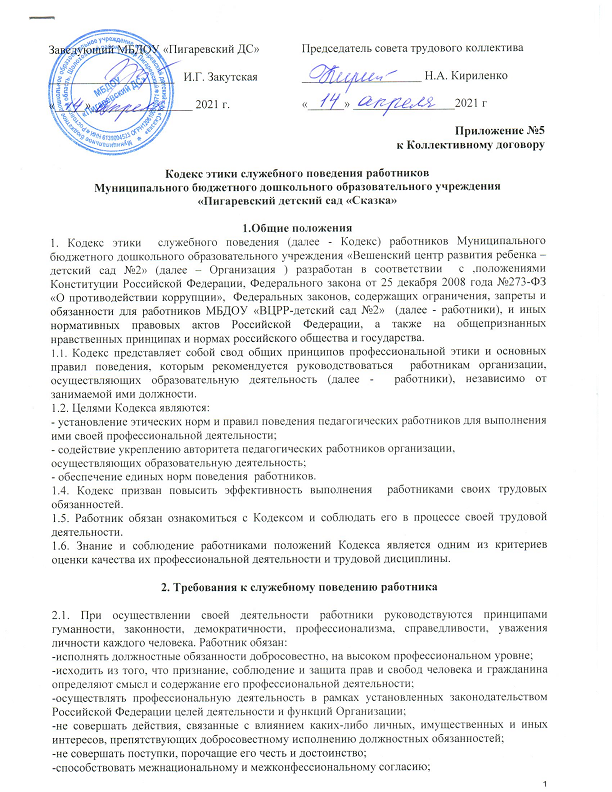 Заведующий МБДОУ «Пигаревский ДС»
И.Г. Закутская
«14» апреля 2021 г.
Председатель совета трудового коллектива
Н.А. Кириленко
«14» апреля 2021 г
МБДОУ
«Пигаревский ДС»
Приложение №5
к Коллективному договору
Кодекс этики служебного поведения работников
Муниципального бюджетного дошкольного образовательного учреждения
«Пигаревский детский сад «Сказка»
1.Общие положения
1. Кодекс этики служебного поведения (далее - Кодекс) работников Муниципального
бюджетного дошкольного образовательного учреждения «Вешенский центр развития ребенка –
детский сад №2» (далее – Организация ) разработан в соответствии с ,положениями
Конституции Российской Федерации, Федерального закона от 25 декабря 2008 года №273-ФЗ
«О противодействии коррупции», Федеральных законов, содержащих ограничения, запреты и
обязанности для работников МБДОУ «ВЦРР-детский сад №2» (далее - работники), и иных
нормативных правовых актов Российской Федерации, а также на общепризнанных
нравственных принципах и нормах российского общества и государства.
1.1. Кодекс представляет собой свод общих принципов профессиональной этики и основных
правил поведения, которым рекомендуется руководствоваться работникам организации,
осуществляющих образовательную деятельность (далее - работники), независимо от
занимаемой ими должности.
1.2. Целями Кодекса являются:
- установление этических норм и правил поведения педагогических работников для выполнения
ими своей профессиональной деятельности;
- содействие укреплению авторитета педагогических работников организации,
осуществляющих образовательную деятельность;
- обеспечение единых норм поведения работников.
1.4. Кодекс призван повысить эффективность выполнения работниками своих трудовых
обязанностей.
1.5. Работник обязан ознакомиться с Кодексом и соблюдать его в процессе своей трудовой
деятельности.
1.6. Знание и соблюдение работниками положений Кодекса является одним из критериев
оценки качества их профессиональной деятельности и трудовой дисциплины.
2. Требования к служебному поведению работника
2.1. При осуществлении своей деятельности работники руководствуются принципами
гуманности, законности, демократичности, профессионализма, справедливости, уважения
личности каждого человека. Работник обязан:
-исполнять должностные обязанности добросовестно, на высоком профессиональном уровне;
-исходить из того, что признание, соблюдение и защита прав и свобод человека и гражданина
определяют смысл и содержание его профессиональной деятельности;
-осуществлять профессиональную деятельность в рамках установленных законодательством
Российской Федерации целей деятельности и функций Организации;
-не совершать действия, связанные с влиянием каких-либо личных, имущественных и иных
интересов, препятствующих добросовестному исполнению должностных обязанностей;
-не совершать поступки, порочащие его честь и достоинство;
-способствовать межнациональному и межконфессиональному согласию;
1